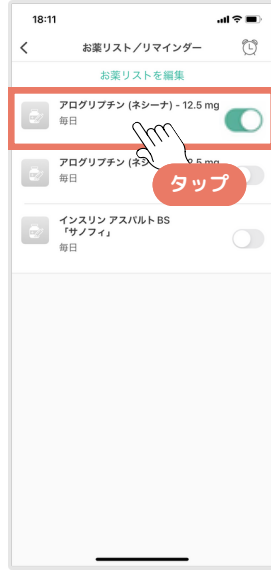 18:11
お薬リスト／リマインダー
お薬リストを編集
アログリプチン (ネシーナ) - 12.5 mg
毎日
アログリプチン (ネシ
毎日
タップ
インスリン アスパルト BS
「サノフィ」
毎日